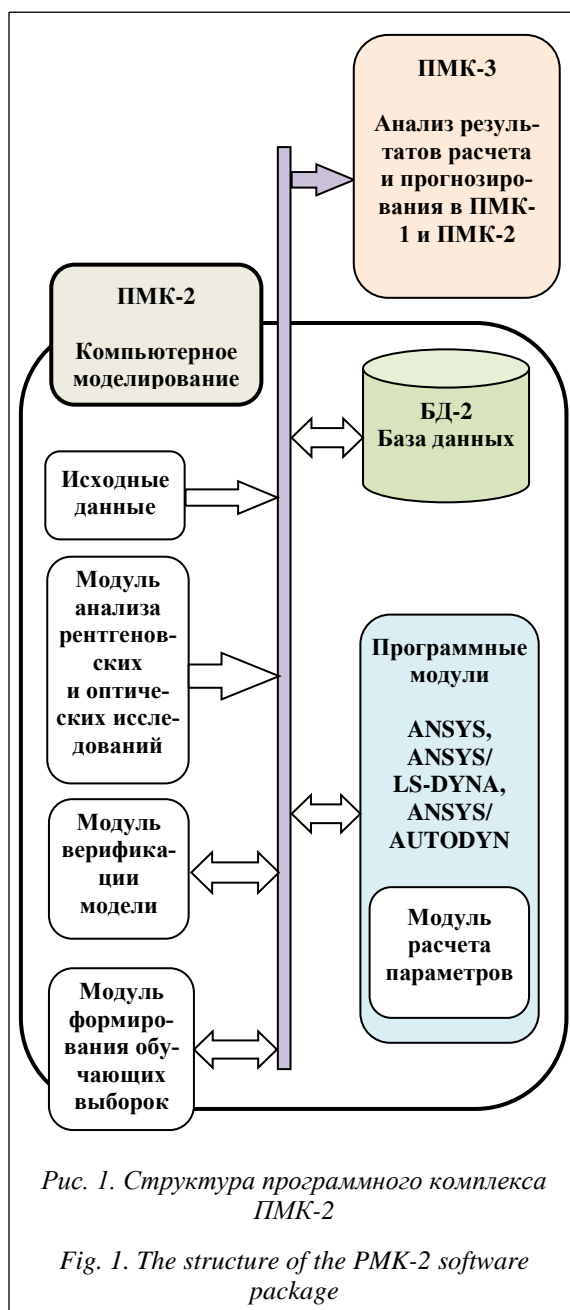 ПМК-3
Анализ резуль-
татов расчета
и прогнозиро-
вания в ПМК-
1 и ПМК-2
ПМК-2
Компьютерное
моделирование
БД-2
База данных
Исходные
данные
Модуль
анализа
рентгенов-
ских
и оптиче-
ских иссле-
дований
Программные
модули
ANSYS,
ANSYS/
LS-DYNA,
ANSYS/
AUTODYN
Модуль
верифика-
ции
модели
Модуль
расчета
параметров
Модуль
формиро-
вания обу-
чающих
выборок
Рис. 1. Структура программного комплекса
ПМК-2
Fig. 1. The structure of the PMK-2 software
package